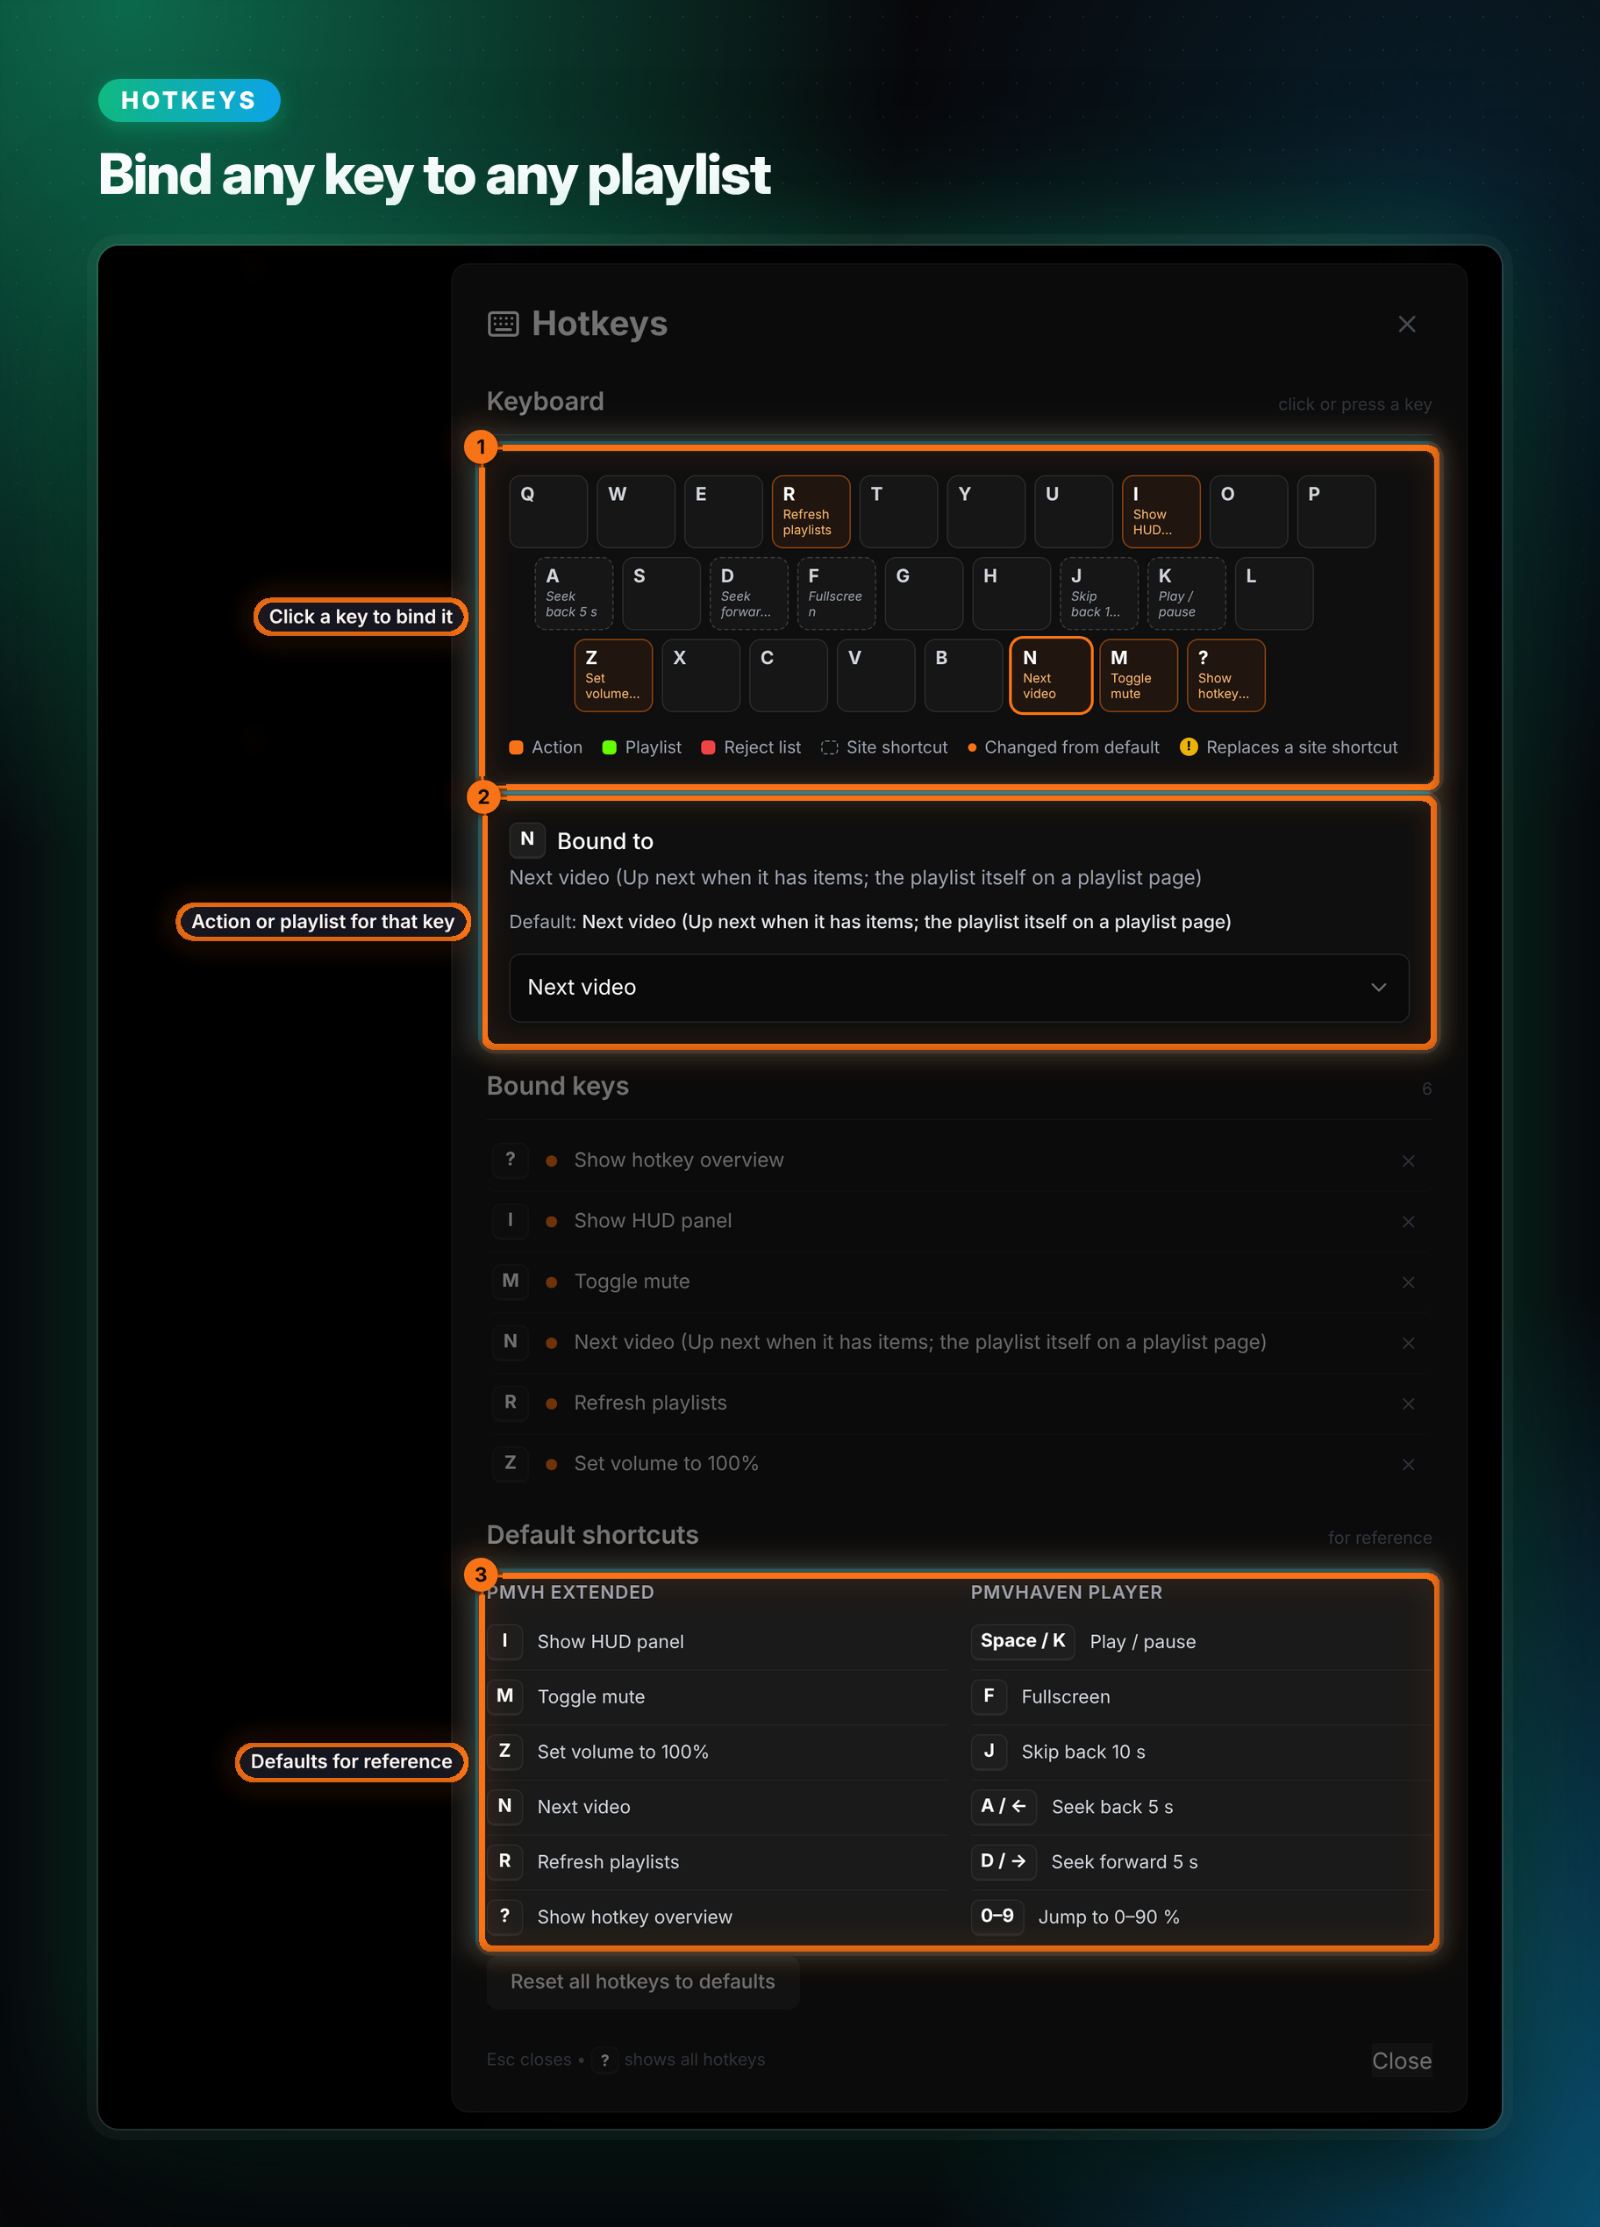 HOTKEYS
Bind any key to any playlist
Hotkeys
Keyboard
click or press a key
1
Q
W
E
R
Refresh
playlists
T
Y
U
I
Show
HUD...
O
P
A
Seek
back 5 s
S
D
Seek
forwar...
F
Fullscree
n
G
H
J
Skip
back 1...
K
Play /
pause
L
Click a key to bind it
Z
Set
volume...
X
C
V
B
N
Next
video
M
Toggle
mute
?
Show
hotkey...
Action
Playlist
Reject list
Site shortcut
Changed from default
! Replaces a site shortcut
2
N Bound to
Next video (Up next when it has items; the playlist itself on a playlist page)
Action or playlist for that key
Default: Next video (Up next when it has items; the playlist itself on a playlist page)
Next video
Bound keys
6
? Show hotkey overview
I Show HUD panel
M Toggle mute
N Next video (Up next when it has items; the playlist itself on a playlist page)
R Refresh playlists
Z Set volume to 100%
Default shortcuts
for reference
3
PMVH EXTENDED
I Show HUD panel
M Toggle mute
Z Set volume to 100%
N Next video
R Refresh playlists
? Show hotkey overview
PMVHAVEN PLAYER
Space / K Play / pause
F Fullscreen
J Skip back 10 s
A / ← Seek back 5 s
D / → Seek forward 5 s
0–9 Jump to 0–90 %
Defaults for reference
Reset all hotkeys to defaults
Esc closes • ? shows all hotkeys
Close